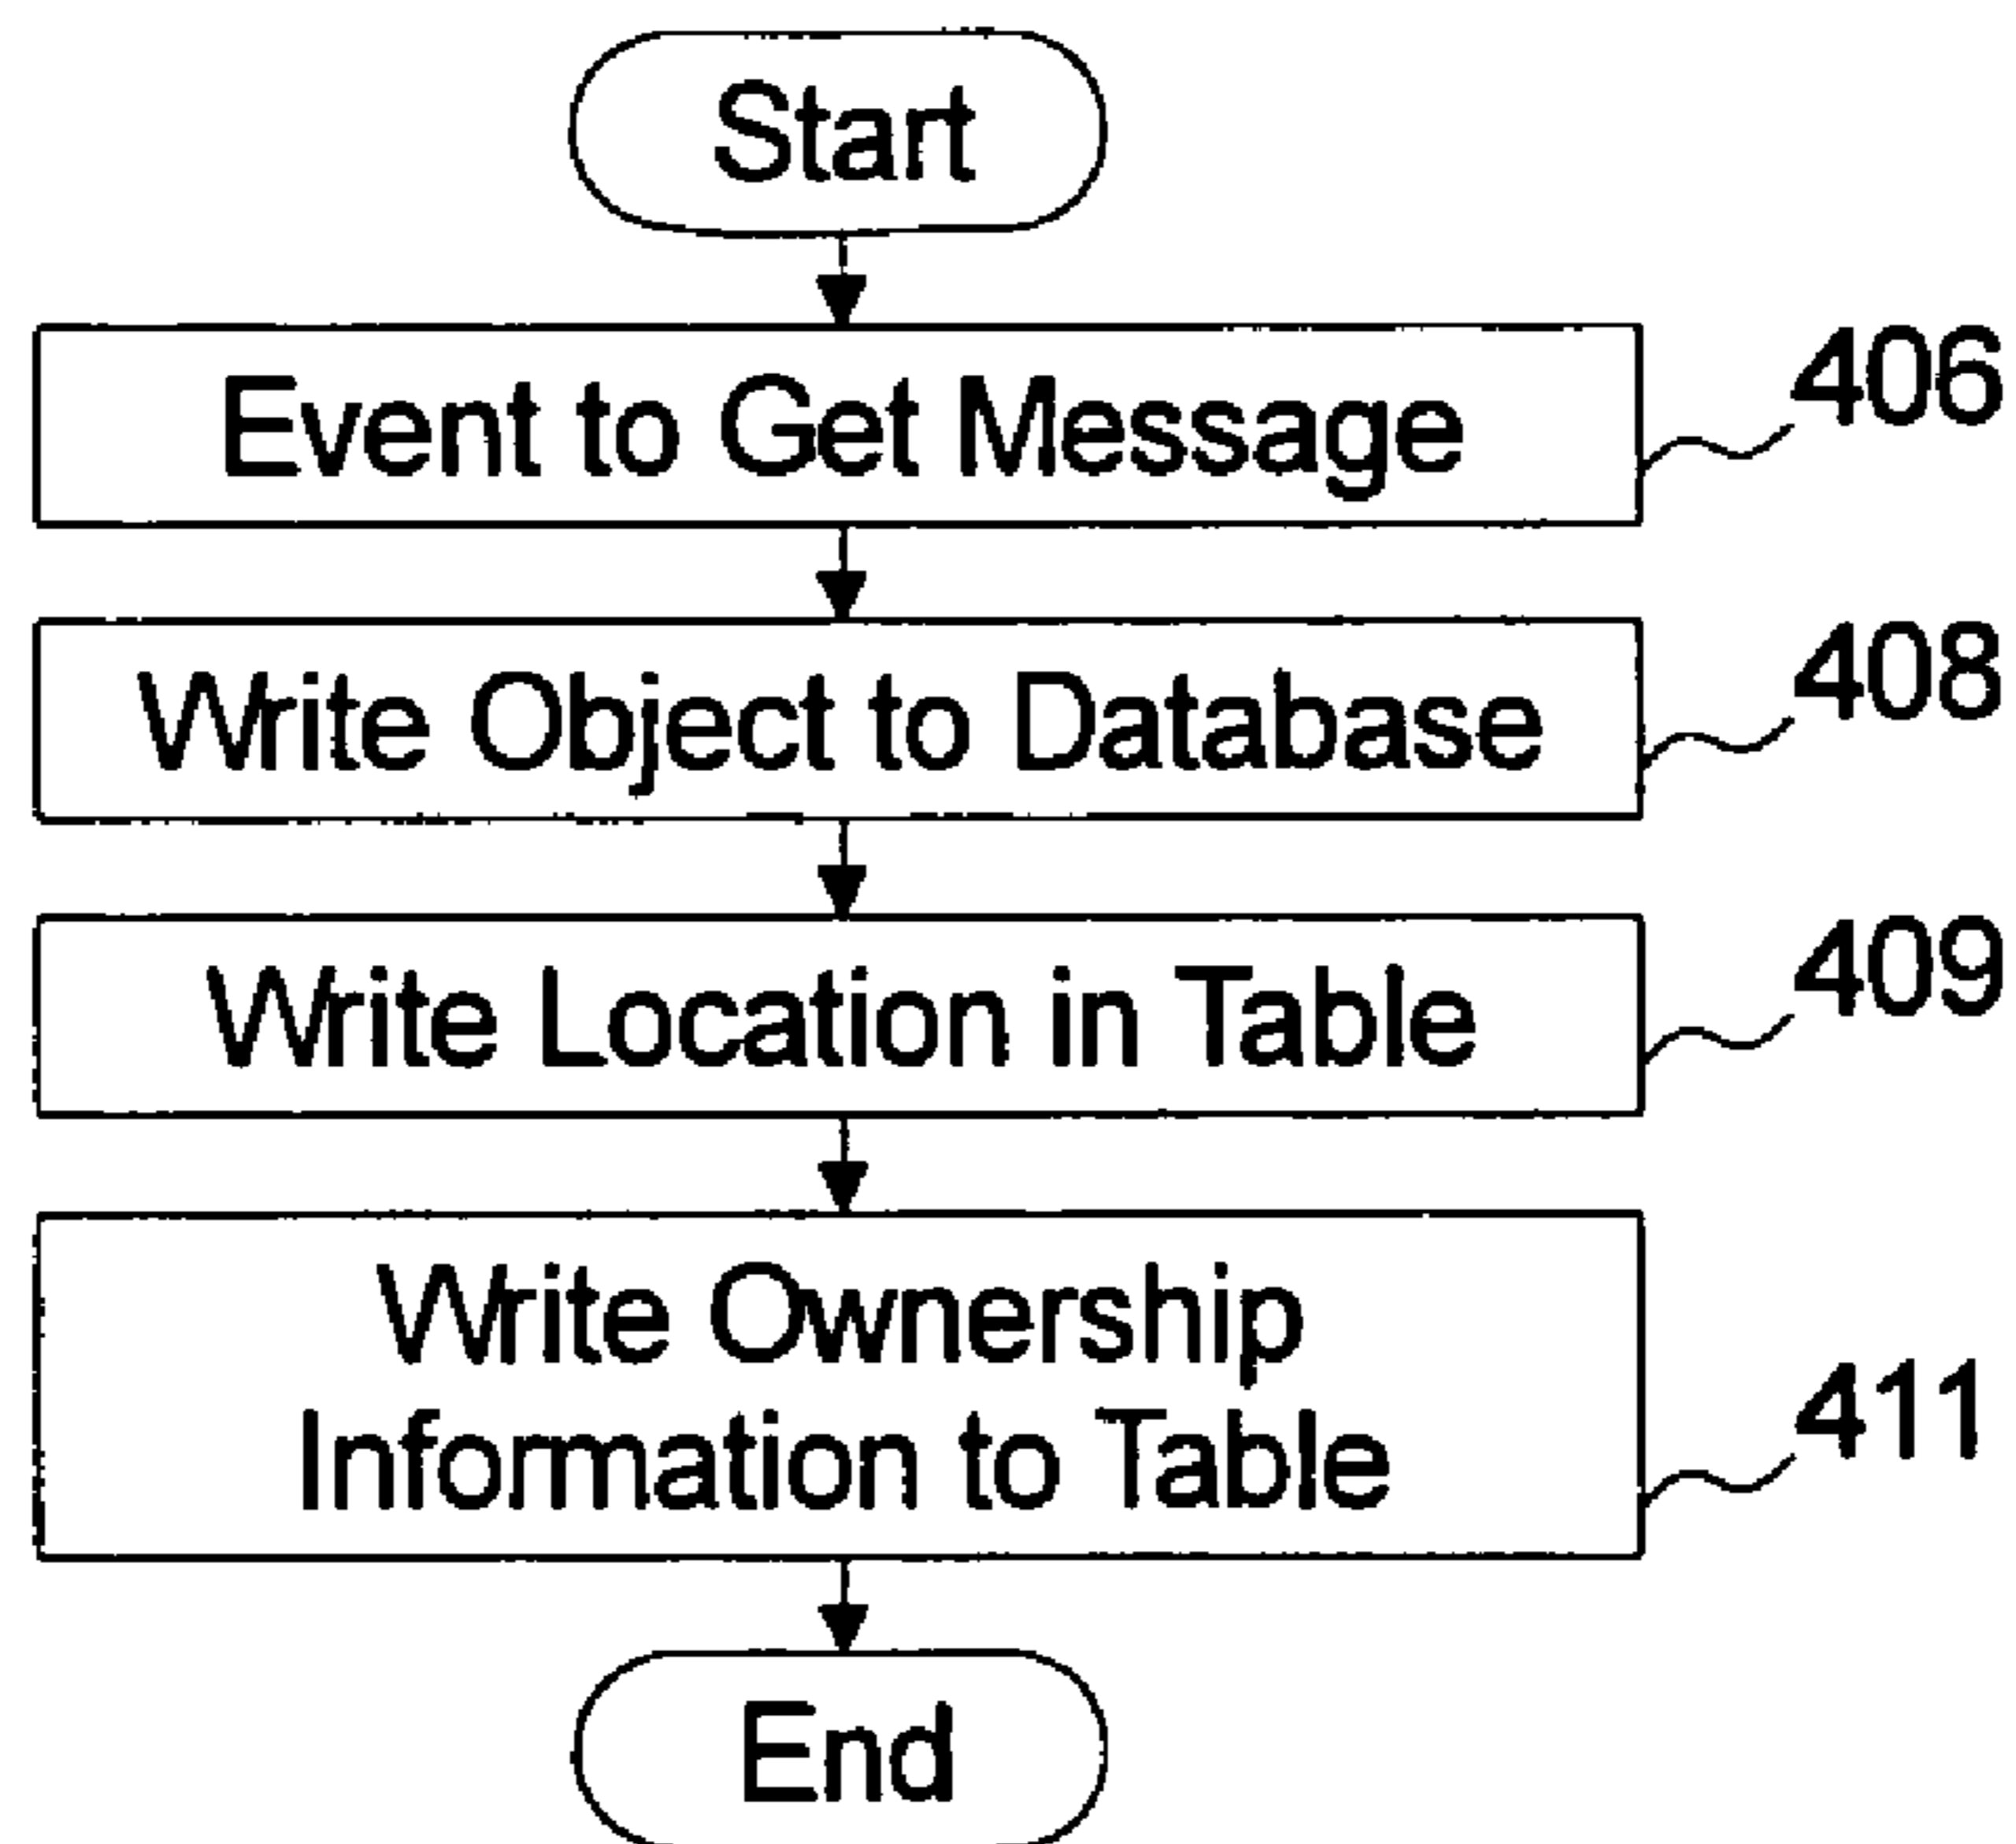 Start
Event to Get Message
406
Write Object to Database
408
Write Location in Table
409
Write Ownership
Information to Table
411
End